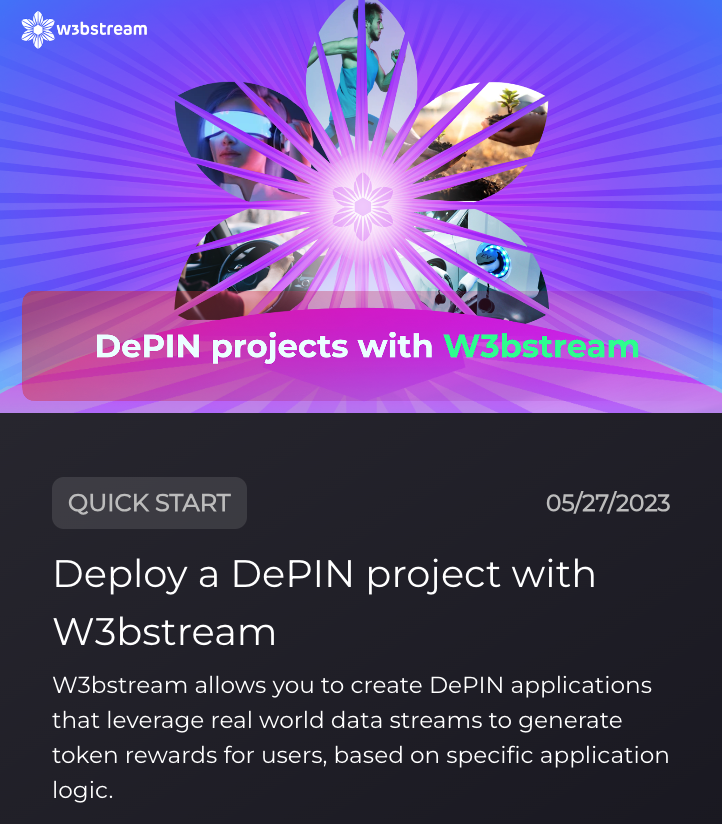 w3bstream
DePIN projects with W3bstream
QUICK START
05/27/2023
Deploy a DePIN project with
W3bstream
W3bstream allows you to create DePIN applications
that leverage real world data streams to generate
token rewards for users, based on specific application
logic.